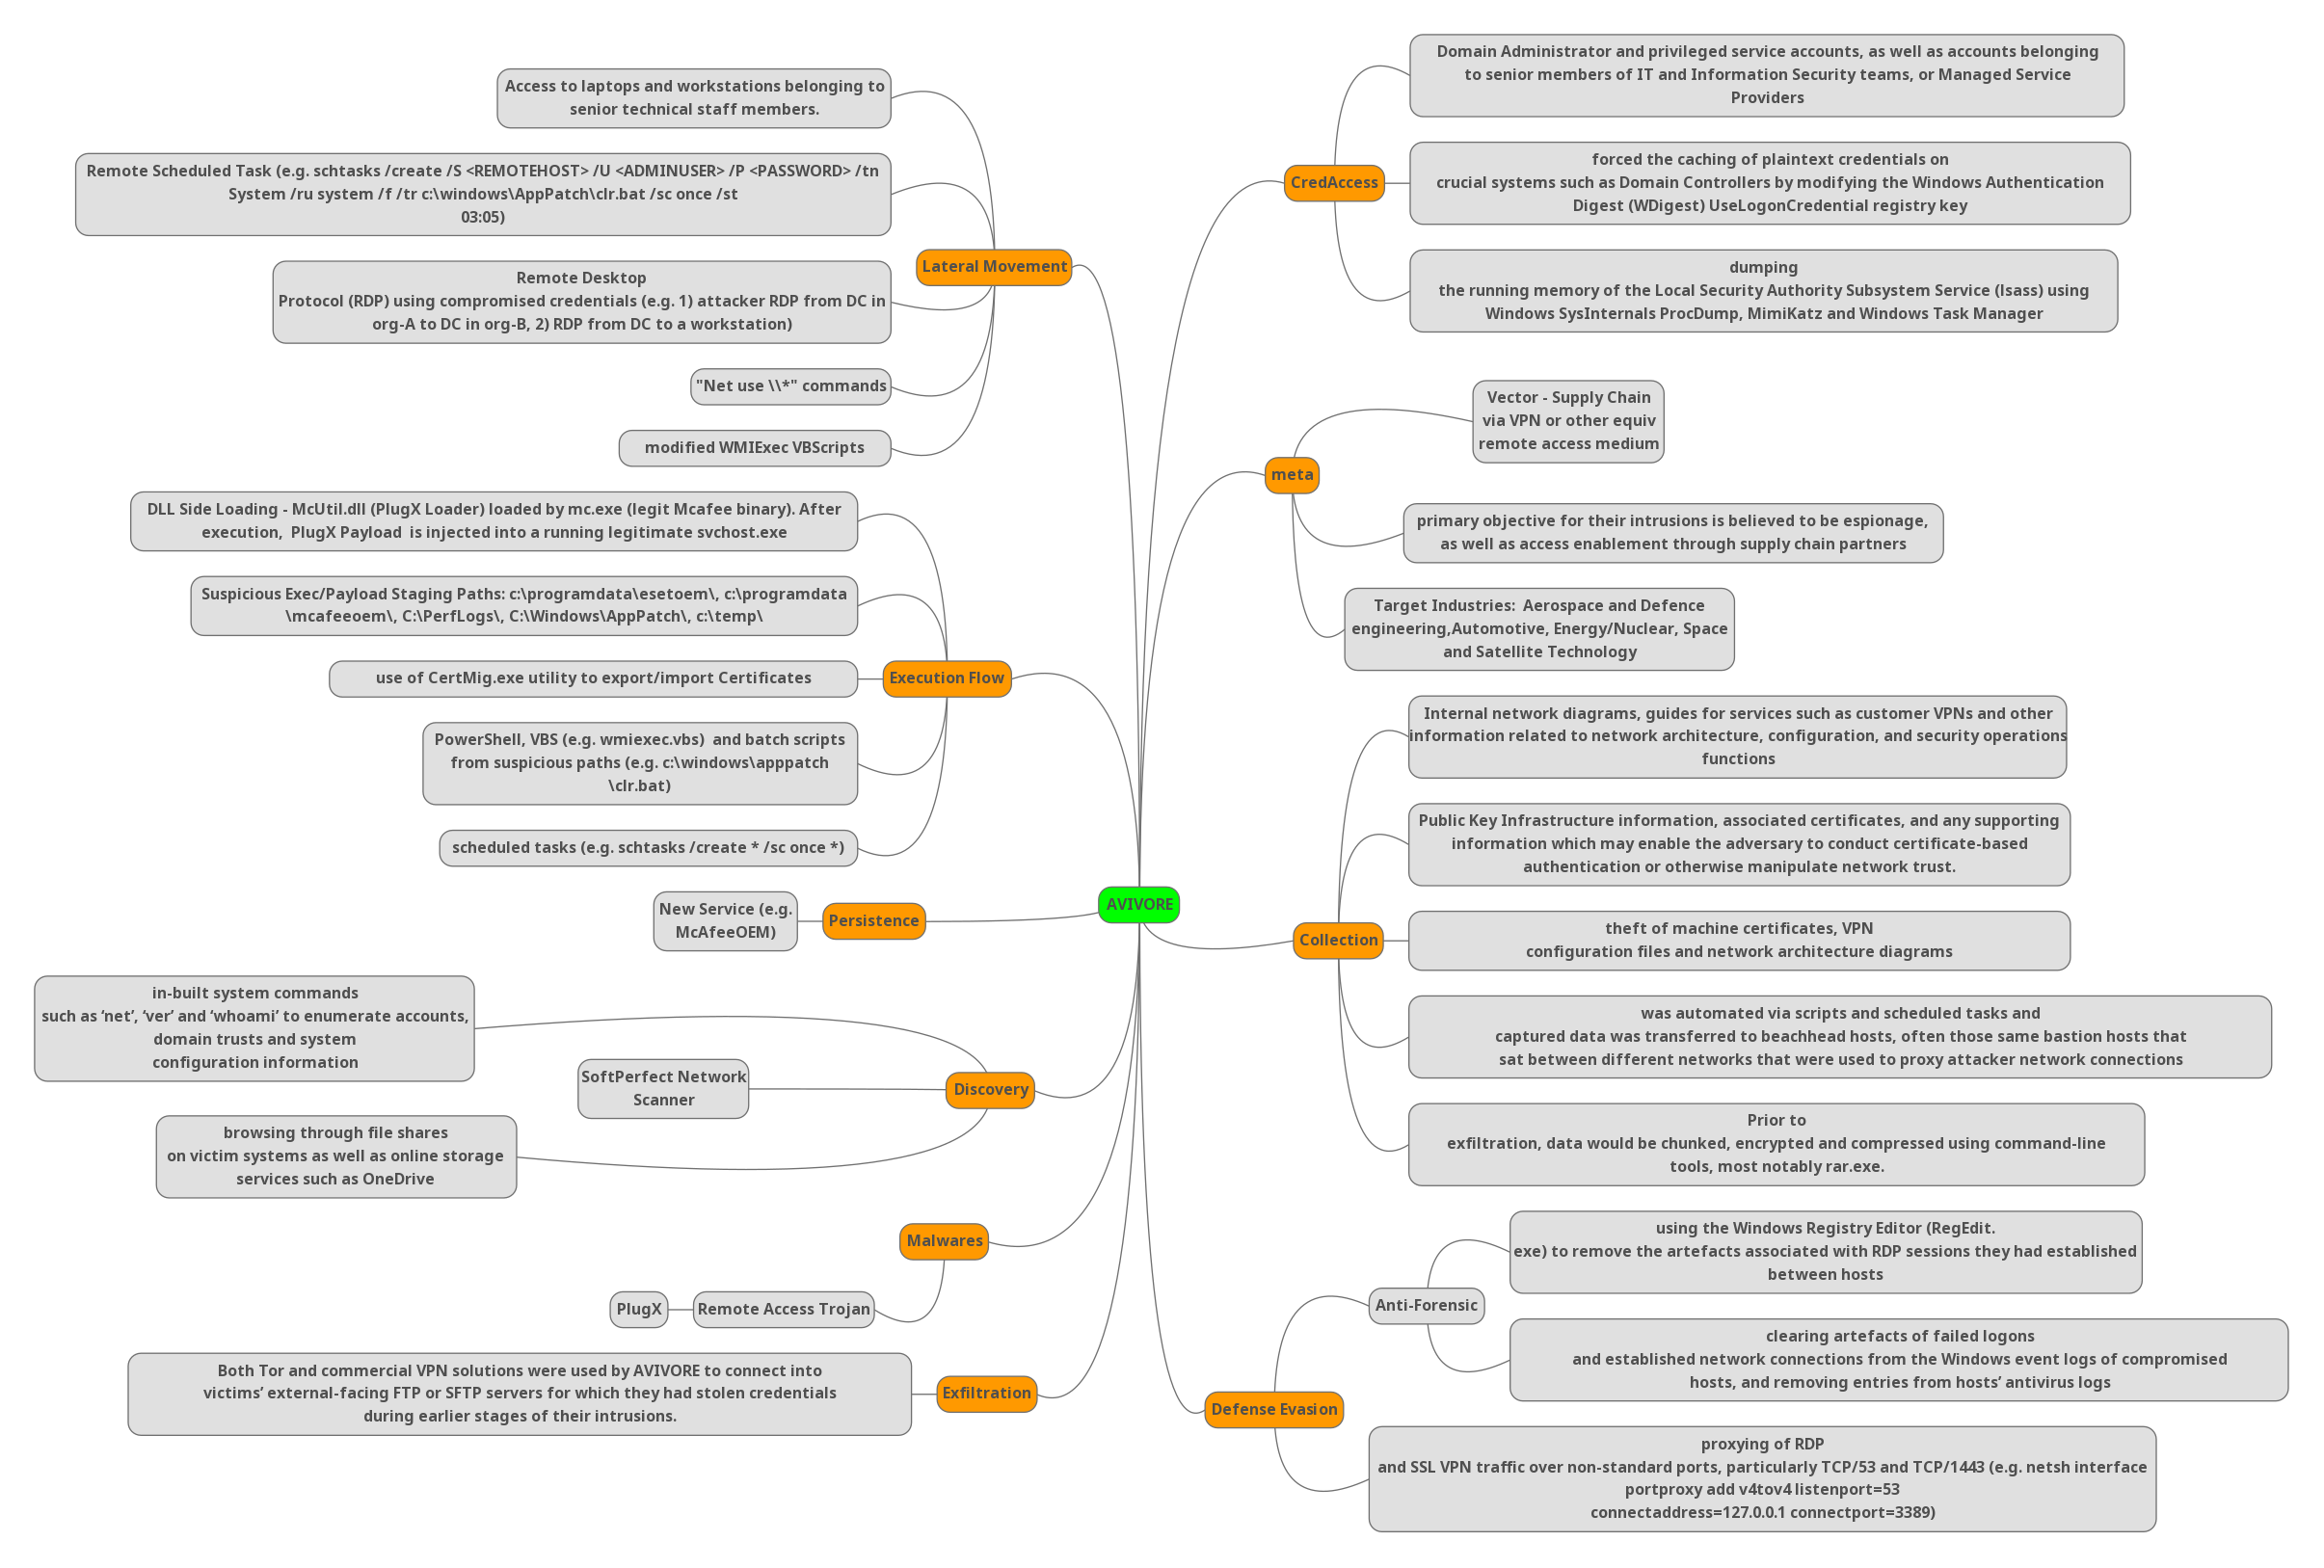 Access to laptops and workstations belonging to
senior technical staff members.
Remote Scheduled Task (e.g. schtasks /create /S <REMOTEHOST> /U <ADMINUSER> /P <PASSWORD> /tn
System /ru system /f /tr c:\windows\AppPatch\clr.bat /sc once /st
03:05)
Lateral Movement
Remote Desktop
Protocol (RDP) using compromised credentials (e.g. 1) attacker RDP from DC in
org-A to DC in org-B, 2) RDP from DC to a workstation)
"Net use \\*" commands
modified WMIExec VBScripts
DLL Side Loading - McUtil.dll (PlugX Loader) loaded by mc.exe (legit Mcafee binary). After
execution,  PlugX Payload  is injected into a running legitimate svchost.exe
Suspicious Exec/Payload Staging Paths: c:\programdata\esetoem\, c:\programdata
\mcafeeoem\, C:\PerfLogs\, C:\Windows\AppPatch\, c:\temp\
Execution Flow
use of CertMig.exe utility to export/import Certificates
PowerShell, VBS (e.g. wmiexec.vbs)  and batch scripts
from suspicious paths (e.g. c:\windows\apppatch
\clr.bat)
scheduled tasks (e.g. schtasks /create * /sc once *)
Persistence
New Service (e.g.
McAfeeOEM)
in-built system commands
such as ‘net’, ‘ver’ and ‘whoami’ to enumerate accounts,
domain trusts and system
configuration information
Discovery
SoftPerfect Network
Scanner
browsing through file shares
on victim systems as well as online storage
services such as OneDrive
Malwares
Remote Access Trojan
PlugX
Both Tor and commercial VPN solutions were used by AVIVORE to connect into
victims’ external-facing FTP or SFTP servers for which they had stolen credentials
during earlier stages of their intrusions.
Exfiltration
AVIVORE
Domain Administrator and privileged service accounts, as well as accounts belonging
to senior members of IT and Information Security teams, or Managed Service
Providers
CredAccess
forced the caching of plaintext credentials on
crucial systems such as Domain Controllers by modifying the Windows Authentication
Digest (WDigest) UseLogonCredential registry key
dumping
the running memory of the Local Security Authority Subsystem Service (lsass) using
Windows SysInternals ProcDump, MimiKatz and Windows Task Manager
Vector - Supply Chain
via VPN or other equiv
remote access medium
meta
primary objective for their intrusions is believed to be espionage,
as well as access enablement through supply chain partners
Target Industries:  Aerospace and Defence
engineering,Automotive, Energy/Nuclear, Space
and Satellite Technology
Internal network diagrams, guides for services such as customer VPNs and other
information related to network architecture, configuration, and security operations
functions
Public Key Infrastructure information, associated certificates, and any supporting
information which may enable the adversary to conduct certificate-based
authentication or otherwise manipulate network trust.
Collection
theft of machine certificates, VPN
configuration files and network architecture diagrams
was automated via scripts and scheduled tasks and
captured data was transferred to beachhead hosts, often those same bastion hosts that
sat between different networks that were used to proxy attacker network connections
Prior to
exfiltration, data would be chunked, encrypted and compressed using command-line
tools, most notably rar.exe.
using the Windows Registry Editor (RegEdit.
exe) to remove the artefacts associated with RDP sessions they had established
between hosts
Anti-Forensic
clearing artefacts of failed logons
and established network connections from the Windows event logs of compromised
hosts, and removing entries from hosts’ antivirus logs
Defense Evasion
proxying of RDP
and SSL VPN traffic over non-standard ports, particularly TCP/53 and TCP/1443 (e.g. netsh interface
portproxy add v4tov4 listenport=53
connectaddress=127.0.0.1 connectport=3389)